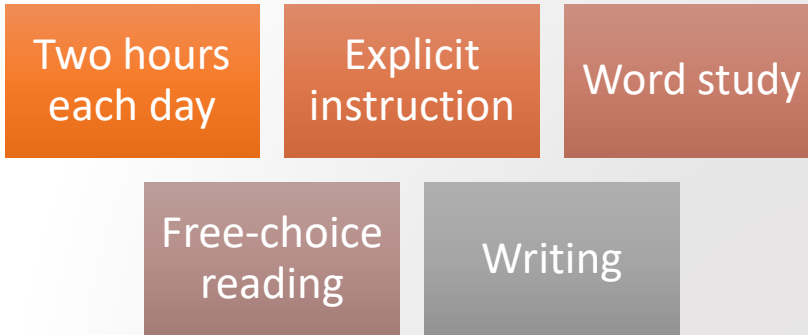 Two hours
each day
Explicit
instruction
Word study
Free-choice
reading
Writing